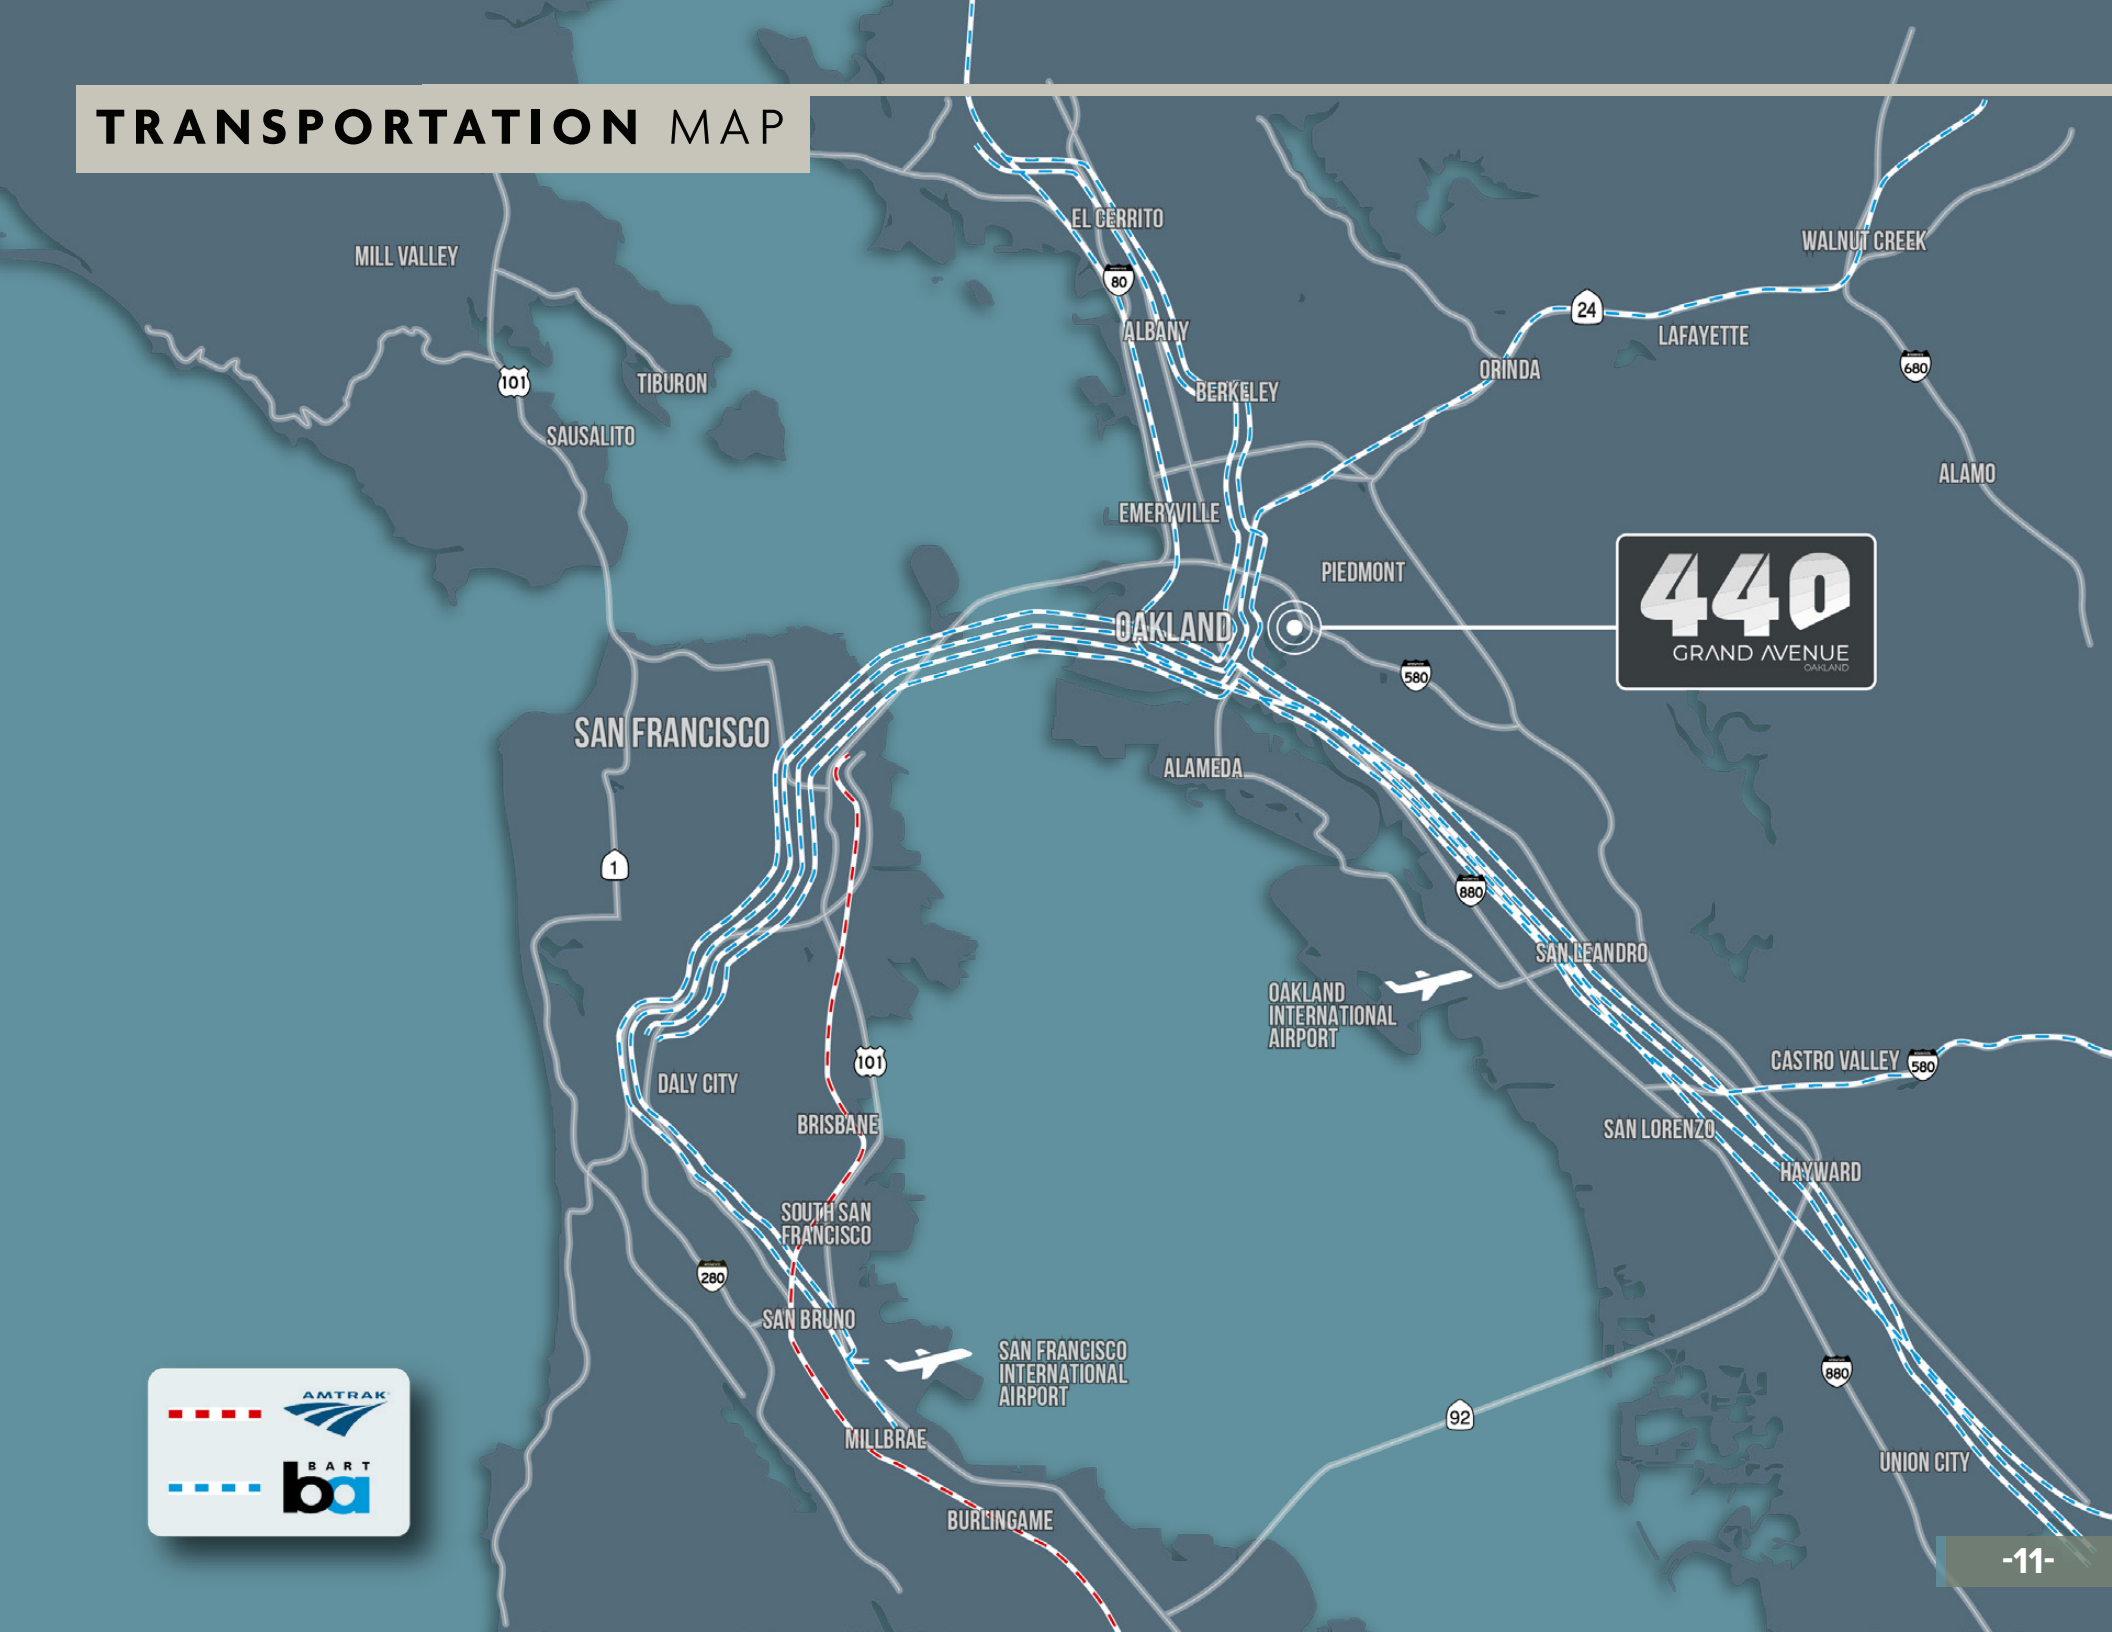 TRANSPORTATION MAP
EL CERRITO
MILL VALLEY
WALNUT CREEK
80
24
ALBANY
LAFAYETTE
101
TIBURON
ORINDA
680
BERKELEY
SAUSALITO
ALAMO
EMERYVILLE
PIEDMONT
440
GRAND AVENUE
OAKLAND
OAKLAND
580
SAN FRANCISCO
ALAMEDA
1
880
SAN LEANDRO
OAKLAND
INTERNATIONAL
AIRPORT
101
CASTRO VALLEY
580
DALY CITY
BRISBANE
SAN LORENZO
HAYWARD
SOUTH SAN
FRANCISCO
280
SAN BRUNO
SAN FRANCISCO
INTERNATIONAL
AIRPORT
880
AMTRAK
92
MILLBRAE
UNION CITY
BART
ba
BURLINGAME
-11-